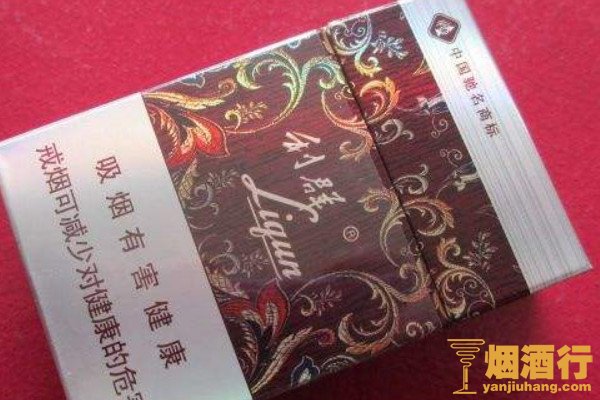 中国驰名商标
利群
Liqun
®
吸烟有害健康
戒烟可减少对健康的危害
烟酒行
yanjiuhang.com